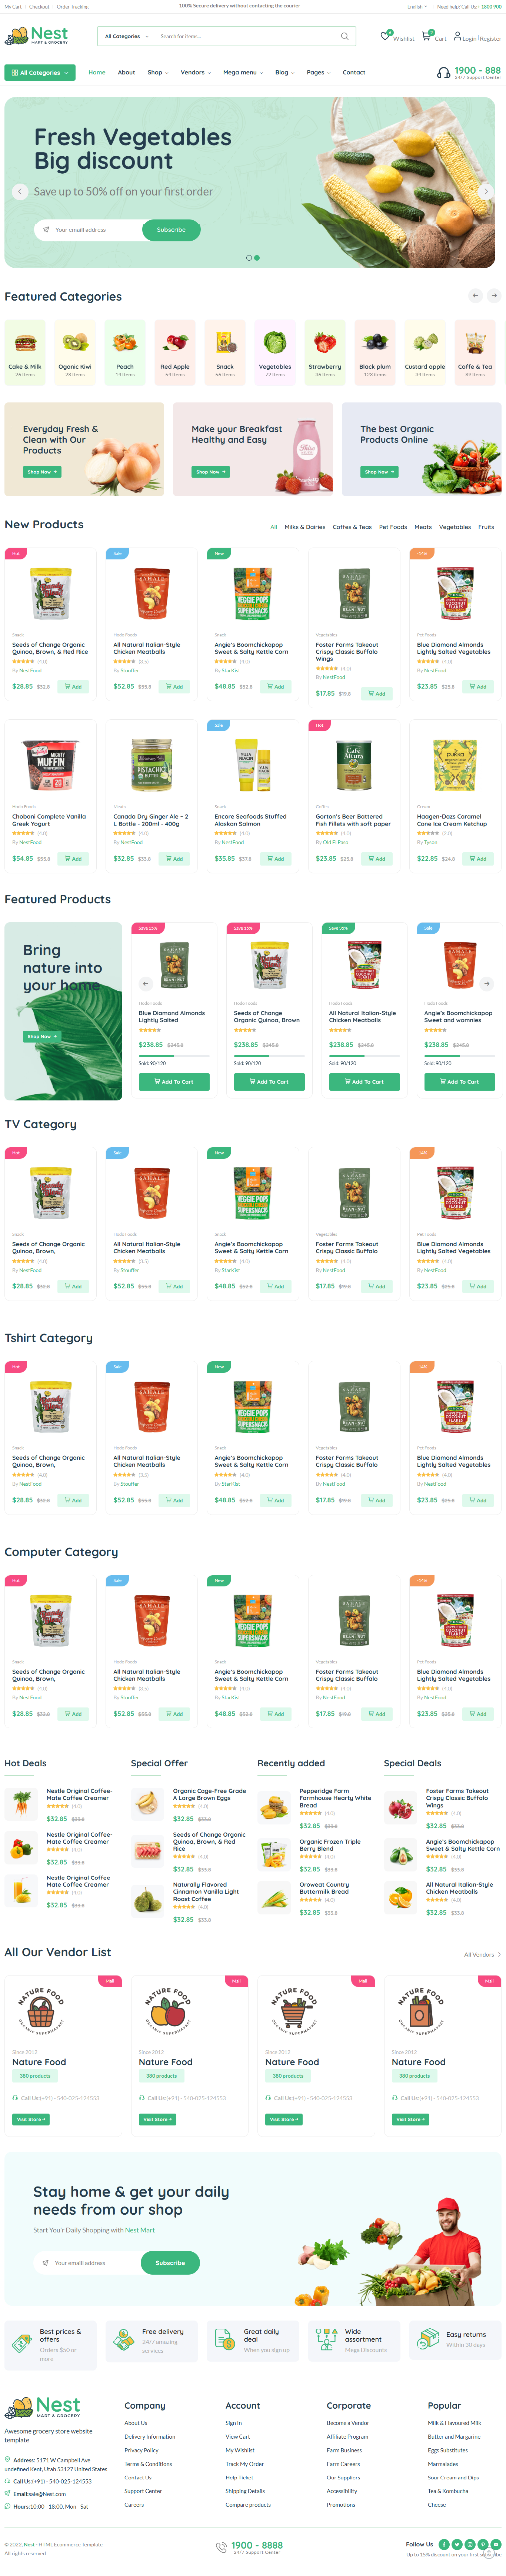 My Cart
Checkout
Order Tracking
100% Secure delivery without contacting the courier
English
Need help? Call Us: + 1800 900
Nest
MART & GROCERY
All Categories
Search for items...
4
Wishlist
2
Cart
Login | Register
All Categories
Home
About
Shop
Vendors
Mega menu
Blog
Pages
Contact
1900 - 888
24/7 Support Center
Fresh Vegetables
Big discount
Save up to 50% off on your first order
Your emaill address
Subscribe
Featured Categories
Cake & Milk
26 items
Oganic Kiwi
28 items
Peach
14 items
Red Apple
54 items
Snack
56 items
Vegetables
72 items
Strawberry
36 items
Black plum
123 items
Custard apple
34 items
Coffe & Tea
89 items
Everyday Fresh &
Clean with Our
Products
Shop Now
Make your Breakfast
Healthy and Easy
Shop Now
The best Organic
Products Online
Shop Now
New Products
All
Milks & Dairies
Coffes & Teas
Pet Foods
Meats
Vegetables
Fruits
Hot
Snack
Seeds of Change Organic
Quinoa, Brown, & Red Rice
(4.0)
By NestFood
$28.85 $32.8
Add
Sale
Hodo Foods
All Natural Italian-Style
Chicken Meatballs
(3.5)
By Stouffer
$52.85 $55.8
Add
New
Snack
Angie's Boomchickapop
Sweet & Salty Kettle Corn
(4.0)
By StarKist
$48.85 $52.8
Add
Vegetables
Foster Farms Takeout
Crispy Classic Buffalo
Wings
(4.0)
By NestFood
$17.85 $19.8
Add
-14%
Pet Foods
Blue Diamond Almonds
Lightly Salted Vegetables
(4.0)
By NestFood
$23.85 $25.8
Add
Hodo Foods
Chobani Complete Vanilla
Greek Yogurt
(4.0)
By NestFood
$54.85 $55.8
Add
Meats
Canada Dry Ginger Ale – 2
L Bottle - 200ml - 400g
(4.0)
By NestFood
$32.85 $33.8
Add
Sale
Snack
Encore Seafoods Stuffed
Alaskan Salmon
(4.0)
By NestFood
$35.85 $37.8
Add
Hot
Coffes
Gorton's Beer Battered
Fish Fillets with soft paper
(4.0)
By Old El Paso
$23.85 $25.8
Add
Cream
Haagen-Dazs Caramel
Cone Ice Cream Ketchup
(2.0)
By Tyson
$22.85 $24.8
Add
Featured Products
Bring
nature into
your home
Shop Now
Save 15%
Hodo Foods
Blue Diamond Almonds
Lightly Salted
$238.85 $245.8
Sold: 90/120
Add To Cart
Save 15%
Hodo Foods
Seeds of Change
Organic Quinoa, Brown
$238.85 $245.8
Sold: 90/120
Add To Cart
Save 15%
Hodo Foods
All Natural Italian-Style
Chicken Meatballs
$238.85 $245.8
Sold: 90/120
Add To Cart
Sale
Hodo Foods
Angie's Boomchickapop
Sweet and womnies
$238.85 $245.8
Sold: 90/120
Add To Cart
TV Category
Hot
Snack
Seeds of Change Organic
Quinoa, Brown,
(4.0)
By NestFood
$28.85 $32.8
Add
Sale
Hodo Foods
All Natural Italian-Style
Chicken Meatballs
(3.5)
By Stouffer
$52.85 $55.8
Add
New
Snack
Angie's Boomchickapop
Sweet & Salty Kettle Corn
(4.0)
By StarKist
$48.85 $52.8
Add
Vegetables
Foster Farms Takeout
Crispy Classic Buffalo
(4.0)
By NestFood
$17.85 $19.8
Add
-14%
Pet Foods
Blue Diamond Almonds
Lightly Salted Vegetables
(4.0)
By NestFood
$23.85 $25.8
Add
Tshirt Category
Hot
Snack
Seeds of Change Organic
Quinoa, Brown,
(4.0)
By NestFood
$28.85 $32.8
Add
Sale
Hodo Foods
All Natural Italian-Style
Chicken Meatballs
(3.5)
By Stouffer
$52.85 $55.8
Add
New
Snack
Angie's Boomchickapop
Sweet & Salty Kettle Corn
(4.0)
By StarKist
$48.85 $52.8
Add
Vegetables
Foster Farms Takeout
Crispy Classic Buffalo
(4.0)
By NestFood
$17.85 $19.8
Add
-14%
Pet Foods
Blue Diamond Almonds
Lightly Salted Vegetables
(4.0)
By NestFood
$23.85 $25.8
Add
Computer Category
Hot
Snack
Seeds of Change Organic
Quinoa, Brown,
(4.0)
By NestFood
$28.85 $32.8
Add
Sale
Hodo Foods
All Natural Italian-Style
Chicken Meatballs
(3.5)
By Stouffer
$52.85 $55.8
Add
New
Snack
Angie's Boomchickapop
Sweet & Salty Kettle Corn
(4.0)
By StarKist
$48.85 $52.8
Add
Vegetables
Foster Farms Takeout
Crispy Classic Buffalo
(4.0)
By NestFood
$17.85 $19.8
Add
-14%
Pet Foods
Blue Diamond Almonds
Lightly Salted Vegetables
(4.0)
By NestFood
$23.85 $25.8
Add
Hot Deals
Nestle Original Coffee-
Mate Coffee Creamer
(4.0)
$32.85 $33.8
Nestle Original Coffee-
Mate Coffee Creamer
(4.0)
$32.85 $33.8
Nestle Original Coffee-
Mate Coffee Creamer
(4.0)
$32.85 $33.8
Special Offer
Organic Cage-Free Grade
A Large Brown Eggs
(4.0)
$32.85 $33.8
Seeds of Change Organic
Quinoa, Brown, & Red
Rice
(4.0)
$32.85 $33.8
Naturally Flavored
Cinnamon Vanilla Light
Roast Coffee
(4.0)
$32.85 $33.8
Recently added
Pepperidge Farm
Farmhouse Hearty White
Bread
(4.0)
$32.85 $33.8
Organic Frozen Triple
Berry Blend
(4.0)
$32.85 $33.8
Oroweat Country
Buttermilk Bread
(4.0)
$32.85 $33.8
Special Deals
Foster Farms Takeout
Crispy Classic Buffalo
Wings
(4.0)
$32.85 $33.8
Angie's Boomchickapop
Sweet & Salty Kettle Corn
(4.0)
$32.85 $33.8
All Natural Italian-Style
Chicken Meatballs
(4.0)
$32.85 $33.8
All Our Vendor List
All Vendors
Mall
NATURE FOOD
ORGANIC SUPERMARKET
Since 2012
Nature Food
380 products
Call Us:(+91) - 540-025-124553
Visit Store
Mall
NATURE FOOD
ORGANIC SUPERMARKET
Since 2012
Nature Food
380 products
Call Us:(+91) - 540-025-124553
Visit Store
Mall
NATURE FOOD
ORGANIC SUPERMARKET
Since 2012
Nature Food
380 products
Call Us:(+91) - 540-025-124553
Visit Store
Mall
NATURE FOOD
ORGANIC SUPERMARKET
Since 2012
Nature Food
380 products
Call Us:(+91) - 540-025-124553
Visit Store
Stay home & get your daily
needs from our shop
Start You'r Daily Shopping with Nest Mart
Your emaill address
Subscribe
Best prices &
offers
Orders $50 or
more
Free delivery
24/7 amazing
services
Great daily
deal
When you sign up
Wide
assortment
Mega Discounts
Easy returns
Within 30 days
Nest
MART & GROCERY
Awesome grocery store website
template
Address: 5171 W Campbell Ave
undefined Kent, Utah 53127 United States
Call Us:(+91) - 540-025-124553
Email:sale@Nest.com
Hours:10:00 - 18:00, Mon - Sat
Company
About Us
Delivery Information
Privacy Policy
Terms & Conditions
Contact Us
Support Center
Careers
Account
Sign In
View Cart
My Wishlist
Track My Order
Help Ticket
Shipping Details
Compare products
Corporate
Become a Vendor
Affiliate Program
Farm Business
Farm Careers
Our Suppliers
Accessibility
Promotions
Popular
Milk & Flavoured Milk
Butter and Margarine
Eggs Substitutes
Marmalades
Sour Cream and Dips
Tea & Kombucha
Cheese
© 2022, Nest - HTML Ecommerce Template
All rights reserved
1900 - 8888
24/7 Support Center
Follow Us
Up to 15% discount on your first subscribe